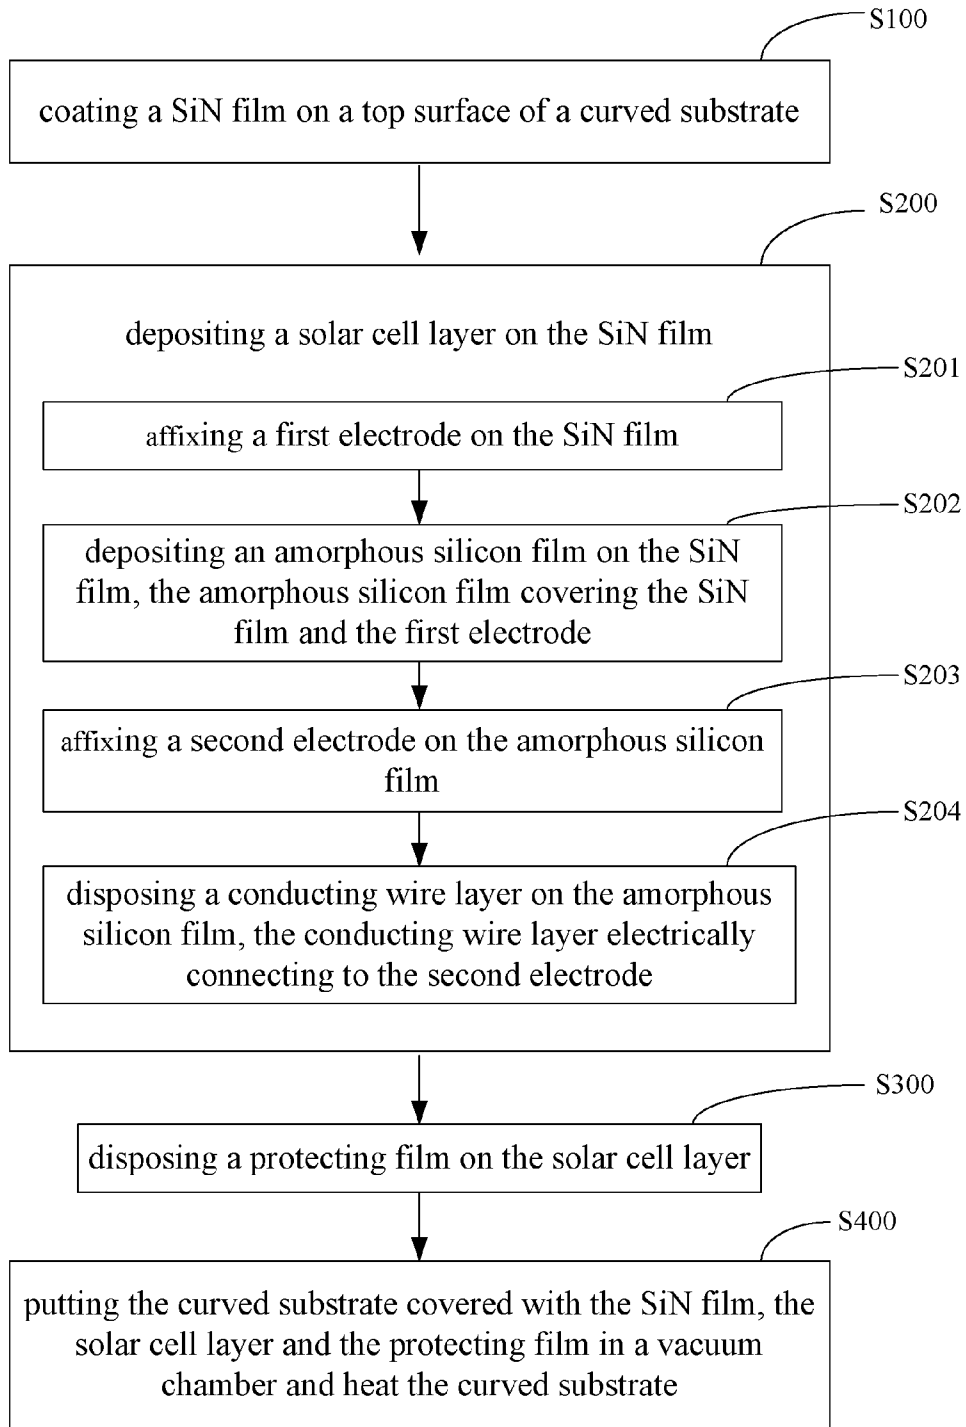 S100
coating a SiN film on a top surface of a curved substrate
S200
depositing a solar cell layer on the SiN film
S201
affixing a first electrode on the SiN film
S202
depositing an amorphous silicon film on the SiN
film, the amorphous silicon film covering the SiN
film and the first electrode
S203
affixing a second electrode on the amorphous silicon
film
S204
disposing a conducting wire layer on the amorphous
silicon film, the conducting wire layer electrically
connecting to the second electrode
S300
disposing a protecting film on the solar cell layer
S400
putting the curved substrate covered with the SiN film, the
solar cell layer and the protecting film in a vacuum
chamber and heat the curved substrate